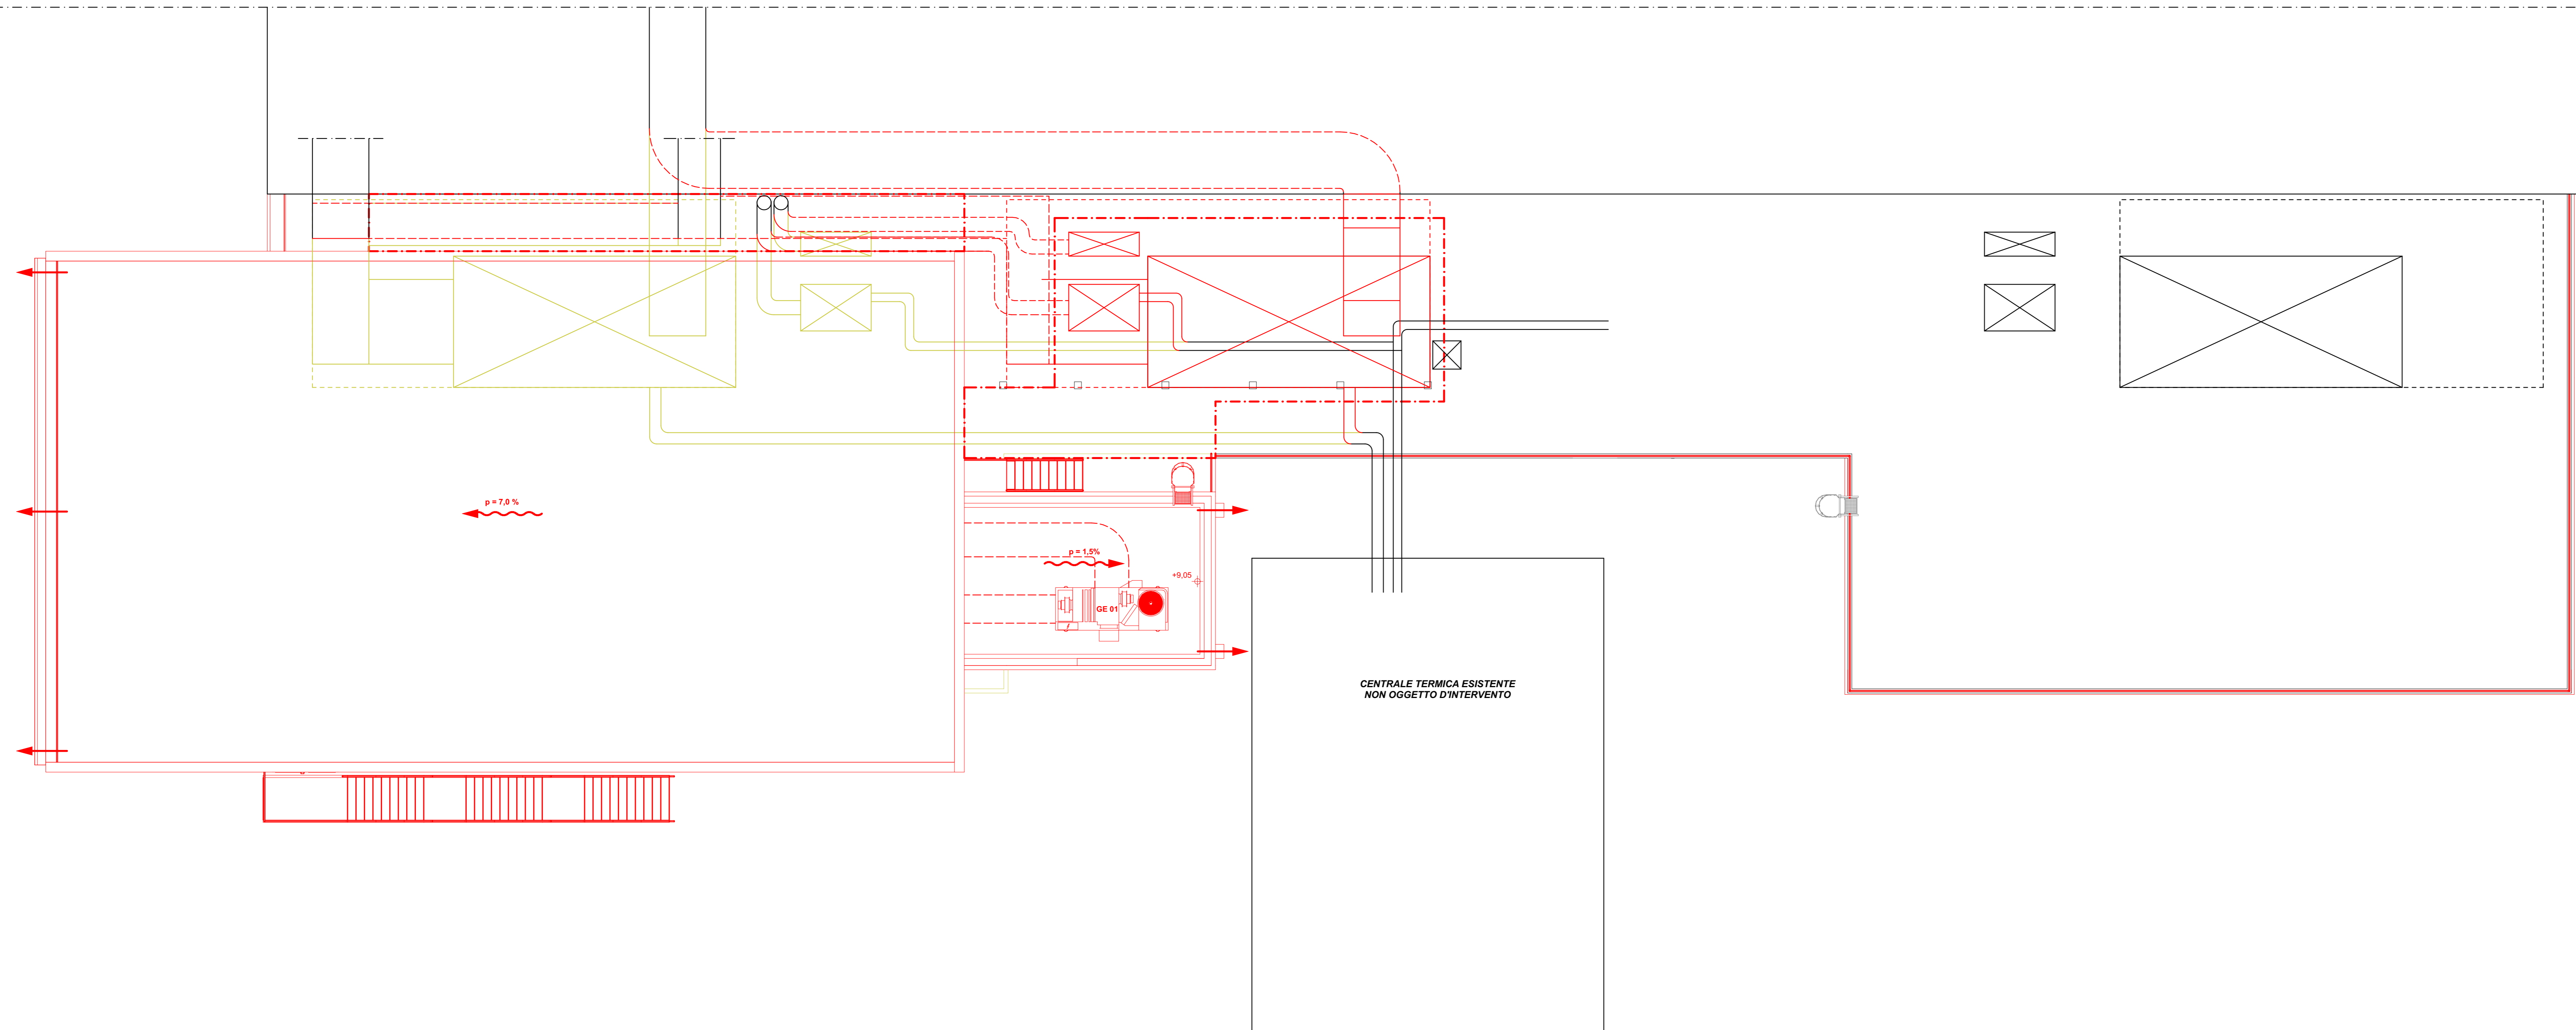 p = 7,0 %
p = 1,5%
+9,05
GE 01
CENTRALE TERMICA ESISTENTE
NON OGGETTO D'INTERVENTO